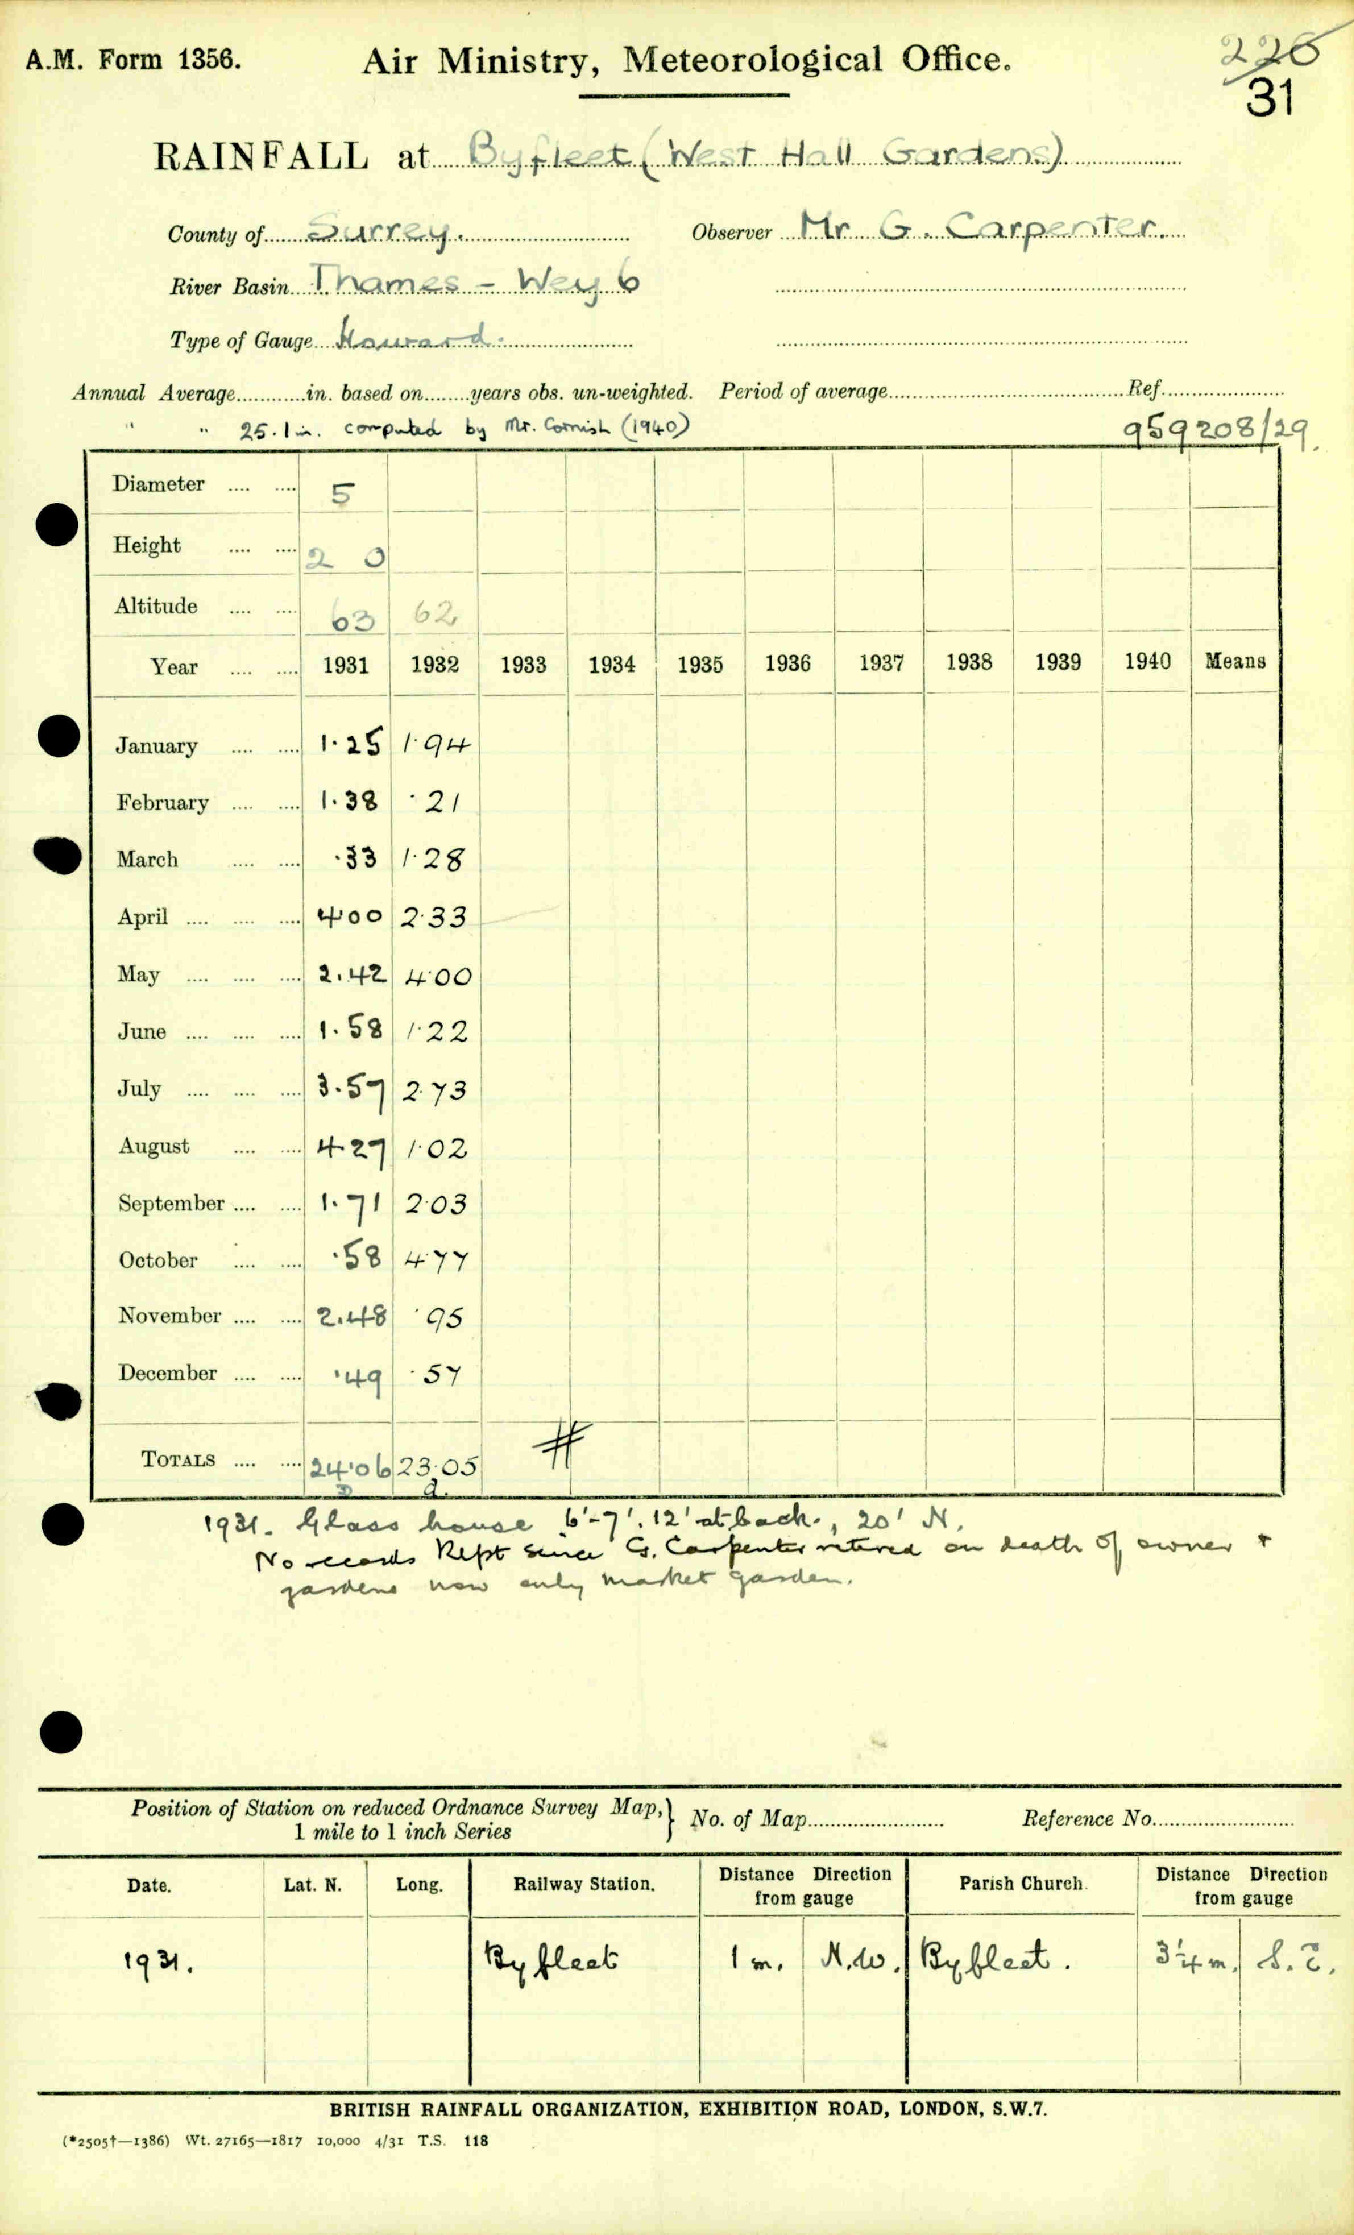 A.M. Form 1356.
Air Ministry, Meteorological Office.
226
31
RAINFALL at Byfleet (West Hall Gardens)
County of Surrey. Observer Mr G. Carpenter.
River Basin Thames - Wey 6
Type of Gauge Howard.
Annual Average............in. based on........years obs. un-weighted. Period of average........................................Ref.....................
" " 25.1 in. computed by Mr. Cornish (1940) 959208/29.
Diameter .... .... 5
Height .... .... 2 0
Altitude .... .... 63 62
Year .... .... 1931 1932 1933 1934 1935 1936 1937 1938 1939 1940 Means
January .... .... 1.25 1.94
February .... .... 1.38 .21
March .... .... .33 1.28
April .... .... .... 4.00 2.33
May .... .... .... 2.42 4.00
June .... .... .... 1.58 1.22
July .... .... .... 3.57 2.73
August .... .... 4.27 1.02
September .... .... 1.71 2.03
October .... .... .58 4.77
November .... .... 2.48 .95
December .... .... .49 .57
TOTALS .... .... 24.06 23.05 #
1931. Glass house 6'-7', 12' at back., 20' N.
No records kept since G. Carpenter retired on death of owner +
gardens now only market garden.
Position of Station on reduced Ordnance Survey Map,} No. of Map......................... Reference No..........................
1 mile to 1 inch Series
Date. Lat. N. Long. Railway Station. Distance Direction from gauge Parish Church. Distance Direction from gauge
1931. Byfleet 1 m. N.W. Byfleet. 3/4 m. S.E.
BRITISH RAINFALL ORGANIZATION, EXHIBITION ROAD, LONDON, S.W.7.
(*2505†—1386) Wt. 27165—1817 10,000 4/31 T.S. 118